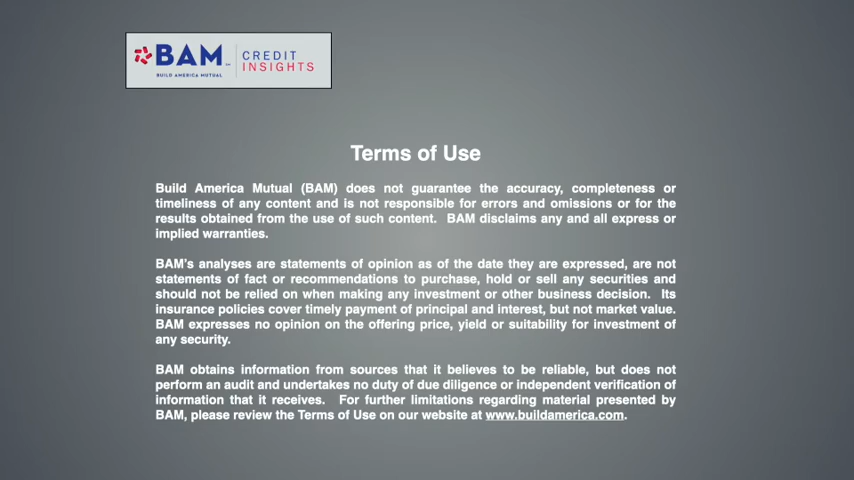 BAM
BUILD AMERICA MUTUAL
CREDIT
INSIGHTS
Terms of Use
Build America Mutual (BAM) does not guarantee the accuracy, completeness or
timeliness of any content and is not responsible for errors and omissions or for the
results obtained from the use of such content. BAM disclaims any and all express or
implied warranties.
BAM's analyses are statements of opinion as of the date they are expressed, are not
statements of fact or recommendations to purchase, hold or sell any securities and
should not be relied on when making any investment or other business decision. Its
insurance policies cover timely payment of principal and interest, but not market value.
BAM expresses no opinion on the offering price, yield or suitability for investment of
any security.
BAM obtains information from sources that it believes to be reliable, but does not
perform an audit and undertakes no duty of due diligence or independent verification of
information that it receives. For further limitations regarding material presented by
BAM, please review the Terms of Use on our website at www.buildamerica.com.